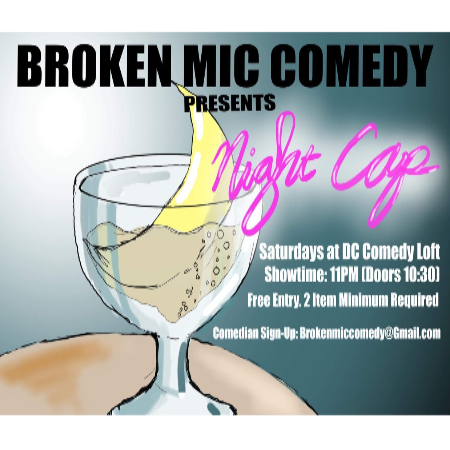 BROKEN MIC COMEDY
PRESENTS
Night Cap
Saturdays at DC Comedy Loft
Showtime: 11PM (Doors 10:30)
Free Entry, 2 Item Minimum Required
Comedian Sign-Up: Brokenmiccomedy@Gmail.com